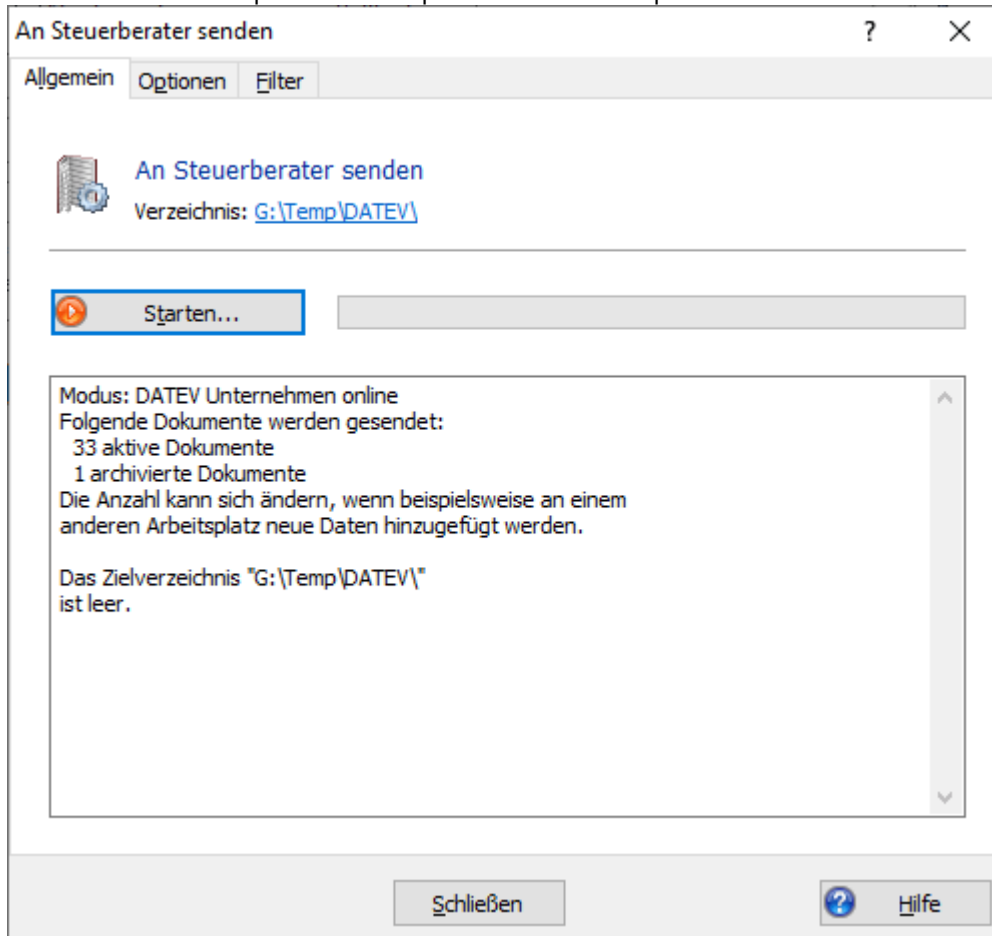 An Steuerberater senden
?
Allgemein
Optionen
Filter
An Steuerberater senden
Verzeichnis: G:\Temp\DATEV\
Starten...
Modus: DATEV Unternehmen online
Folgende Dokumente werden gesendet:
33 aktive Dokumente
1 archivierte Dokumente
Die Anzahl kann sich ändern, wenn beispielsweise an einem
anderen Arbeitsplatz neue Daten hinzugefügt werden.
Das Zielverzeichnis "G:\Temp\DATEV\"
ist leer.
Schließen
Hilfe